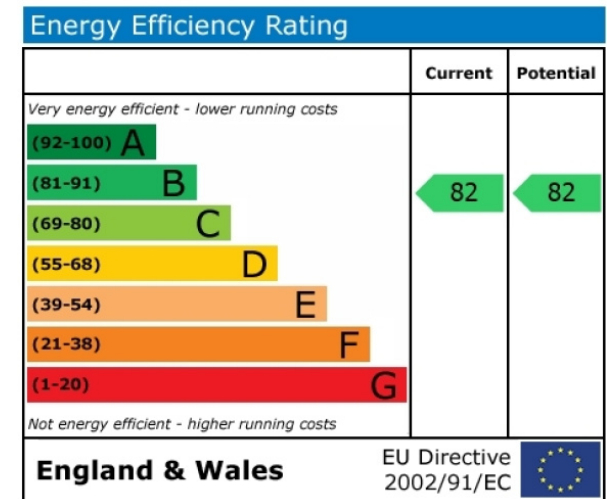 Energy Efficiency Rating
Current Potential
Very energy efficient - lower running costs
(92-100) A
(81-91) B
82 82
(69-80) C
(55-68) D
(39-54) E
(21-38) F
(1-20) G
Not energy efficient - higher running costs
England & Wales
EU Directive
2002/91/EC